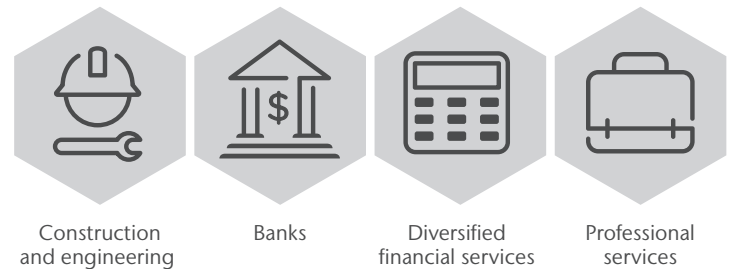 $
Construction
and engineering
Banks
Diversified
financial services
Professional
services